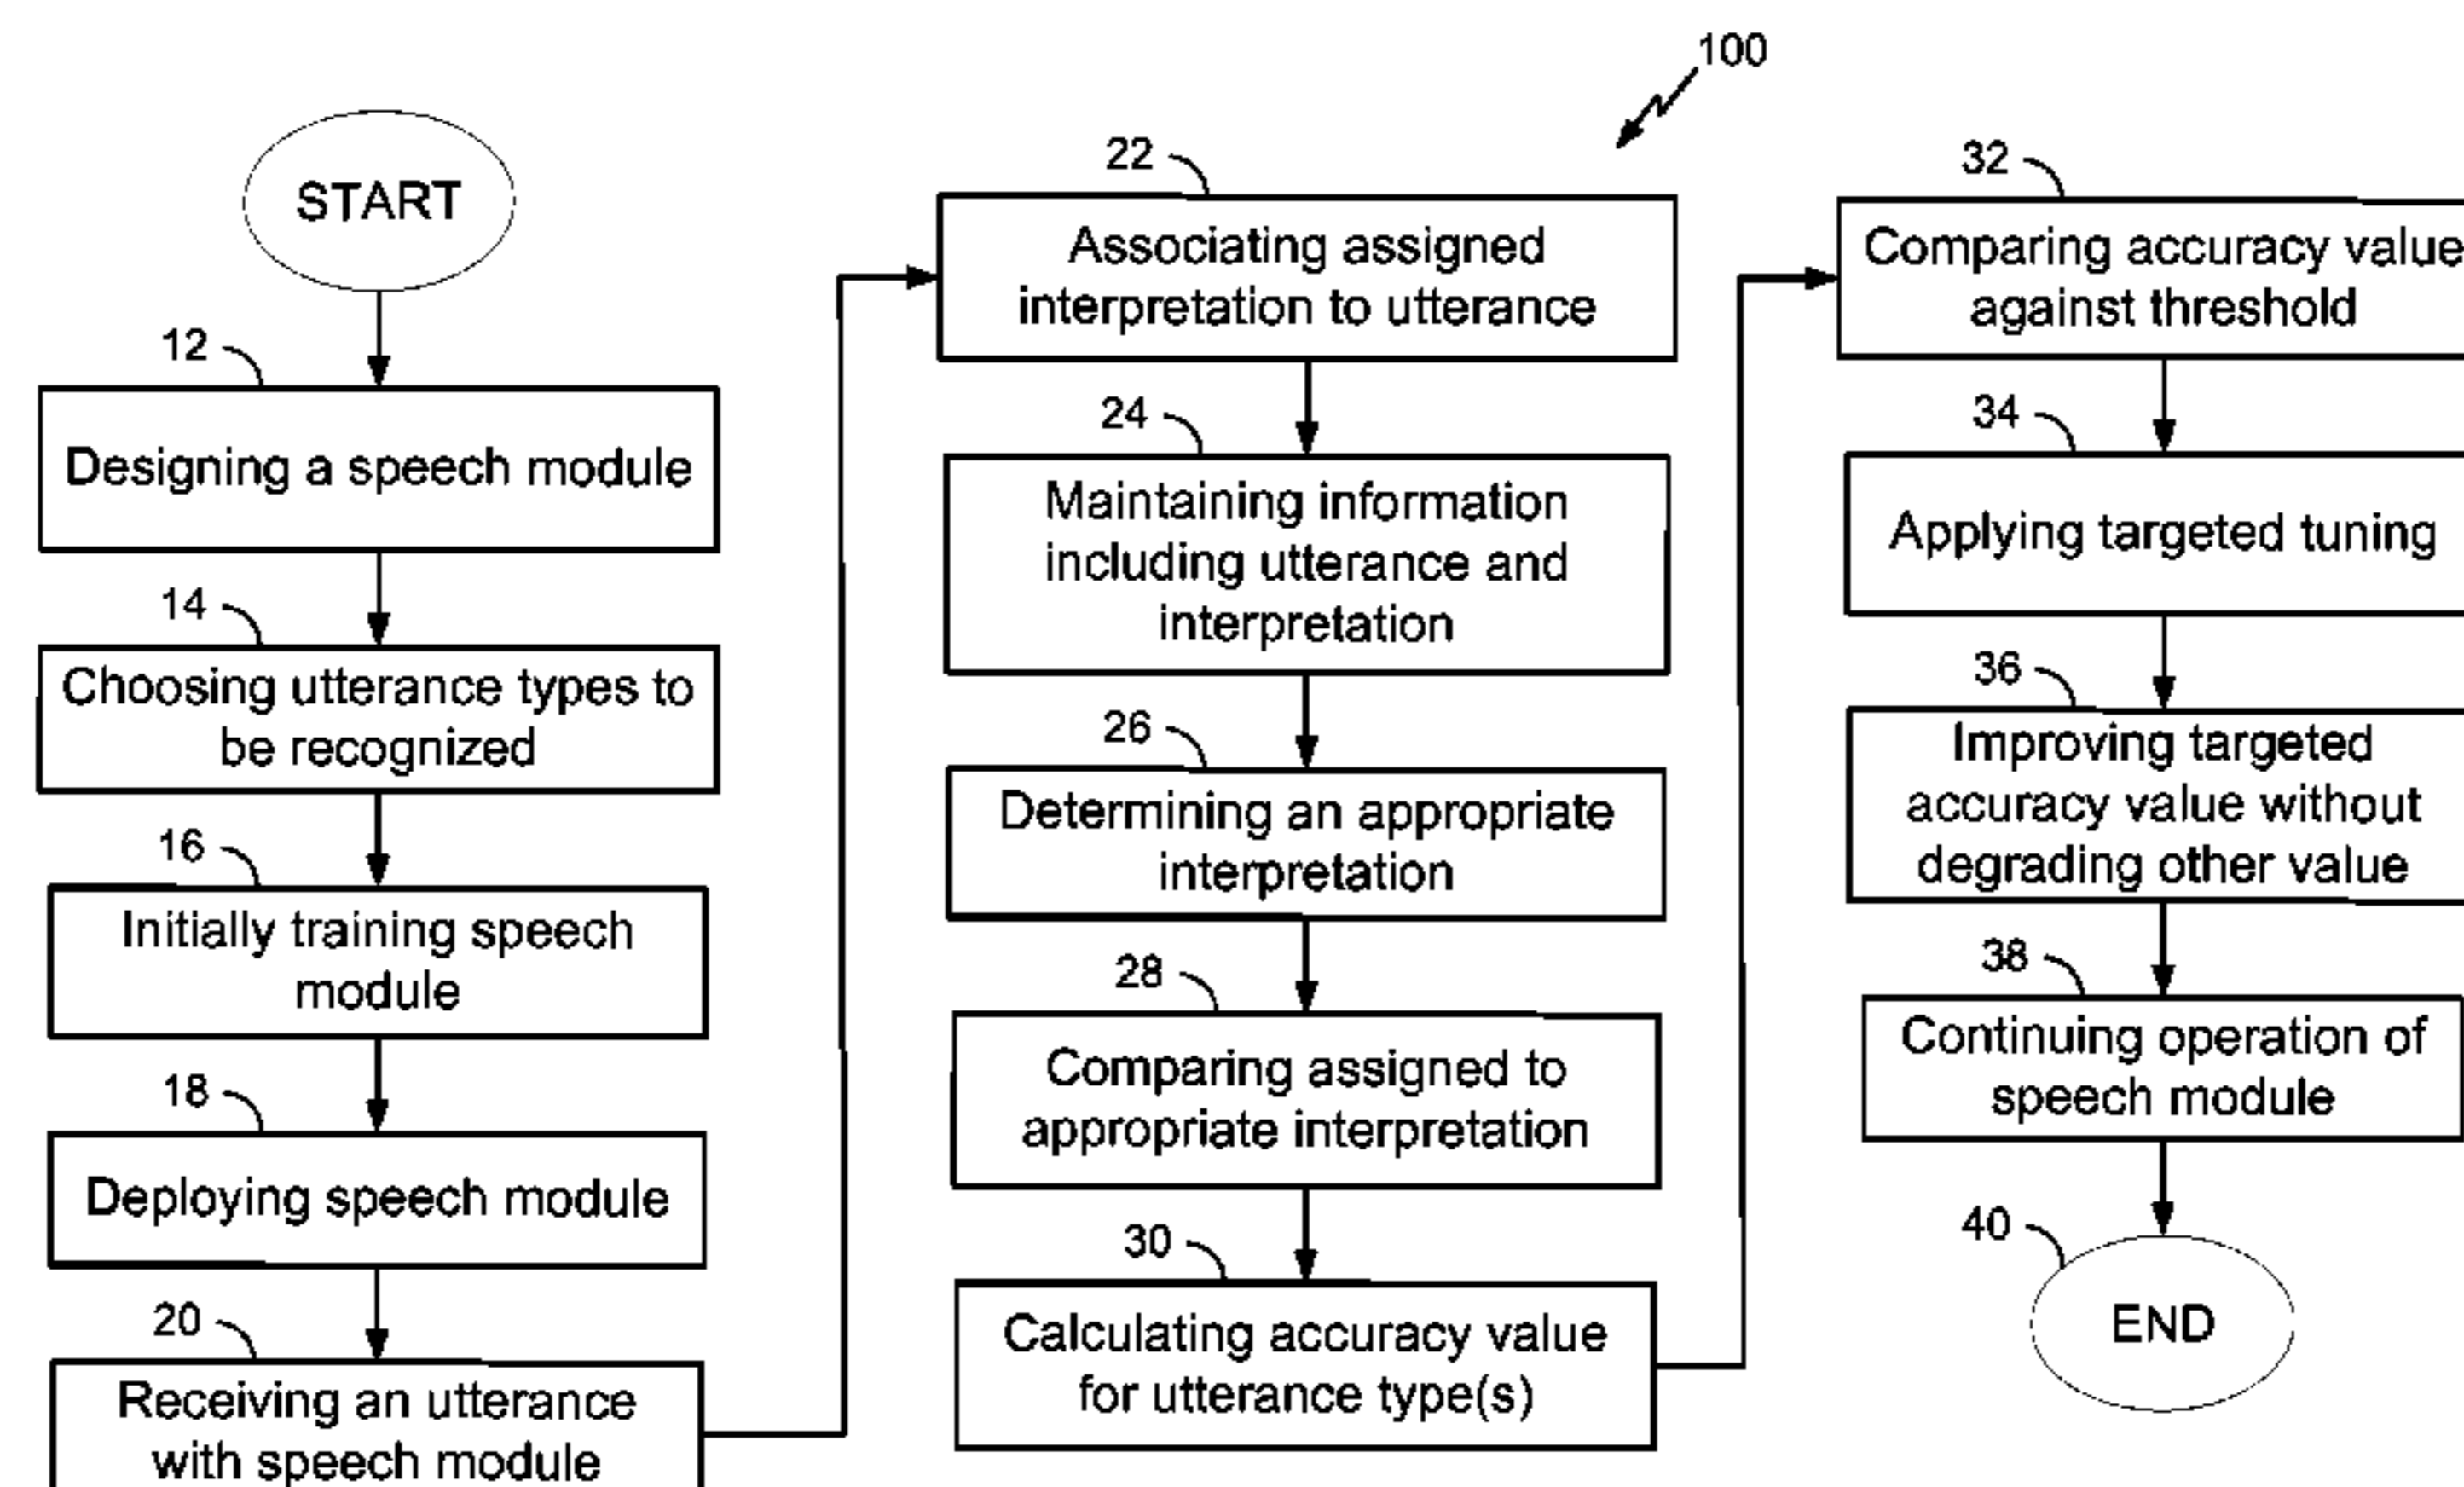 100
START
12
Designing a speech module
14
Choosing utterance types to
be recognized
16
Initially training speech
module
18
Deploying speech module
20
Receiving an utterance
with speech module
22
Associating assigned
interpretation to utterance
24
Maintaining information
including utterance and
interpretation
26
Determining an appropriate
interpretation
28
Comparing assigned to
appropriate interpretation
30
Calculating accuracy value
for utterance type(s)
32
Comparing accuracy value
against threshold
34
Applying targeted tuning
36
Improving targeted
accuracy value without
degrading other value
38
Continuing operation of
speech module
40
END